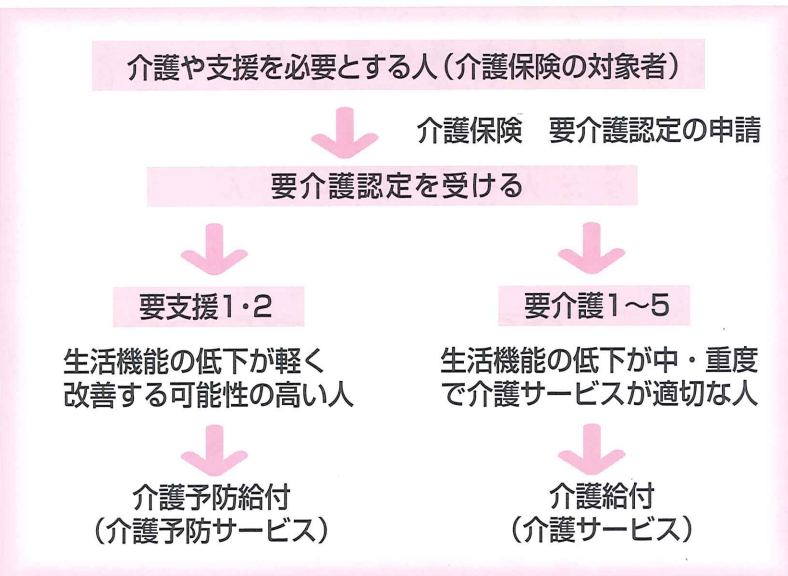 介護や支援を必要とする人（介護保険の対象者）
介護保険　要介護認定の申請
要介護認定を受ける
要支援1・2
生活機能の低下が軽く
改善する可能性の高い人
介護予防給付
（介護予防サービス）
要介護1〜5
生活機能の低下が中・重度
で介護サービスが適切な人
介護給付
（介護サービス）